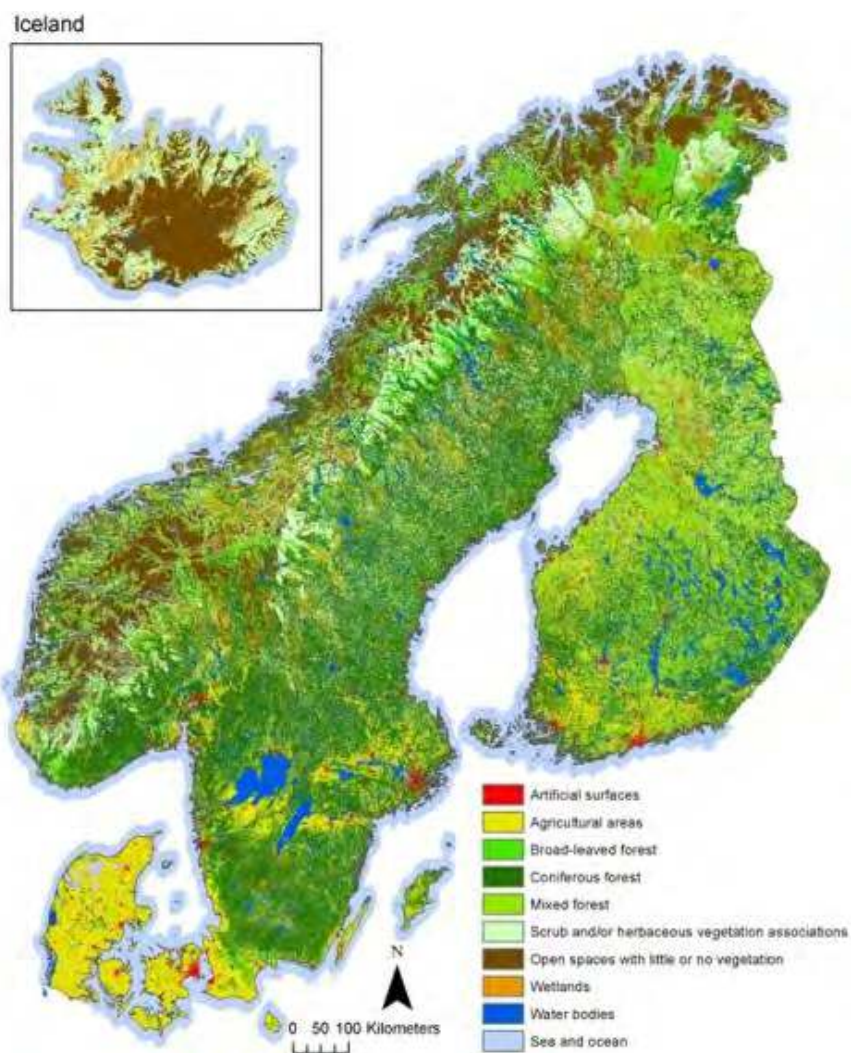 Iceland
Artificial surfaces
Agricultural areas
Broad-leaved forest
Coniferous forest
Mixed forest
Scrub and/or herbaceous vegetation associations
Open spaces with little or no vegetation
Wetlands
Water bodies
Sea and ocean
N
0 50 100 Kilometers